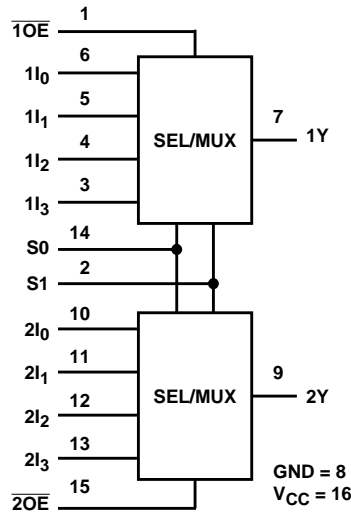 1
1OE
6
1I0
5
1I1
4
1I2
3
1I3
SEL/MUX
7
1Y
14
S0
2
S1
10
2I0
11
2I1
12
2I2
13
2I3
15
2OE
SEL/MUX
9
2Y
GND = 8
VCC = 16